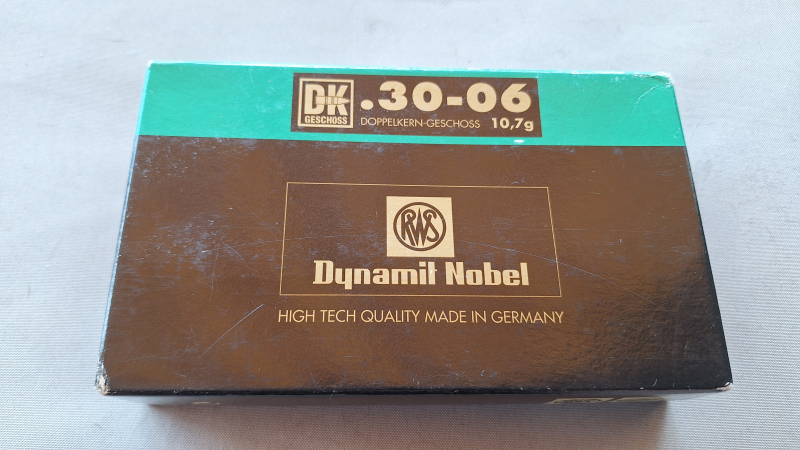 DK
GESCHOSS
.30-06
DOPPELKERN-GESCHOSS 10,7g
RWS
Dynamit Nobel
HIGH TECH QUALITY MADE IN GERMANY